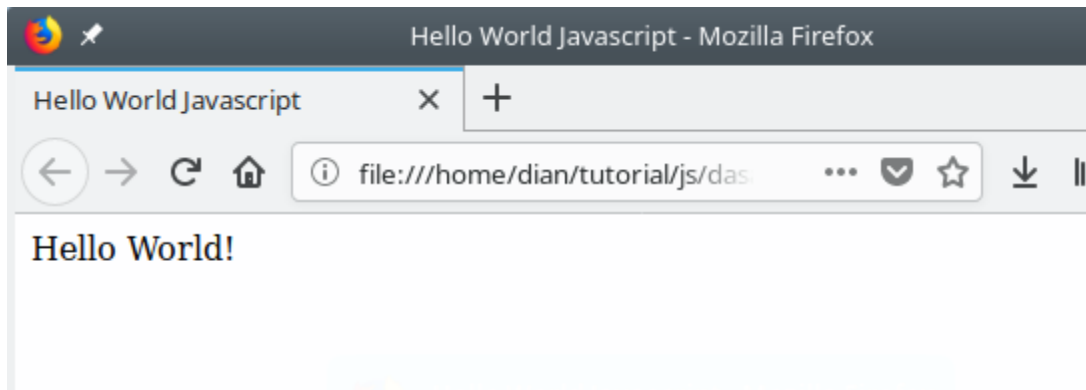 Hello World Javascript - Mozilla Firefox
Hello World Javascript
file:///home/dian/tutorial/js/das
Hello World!